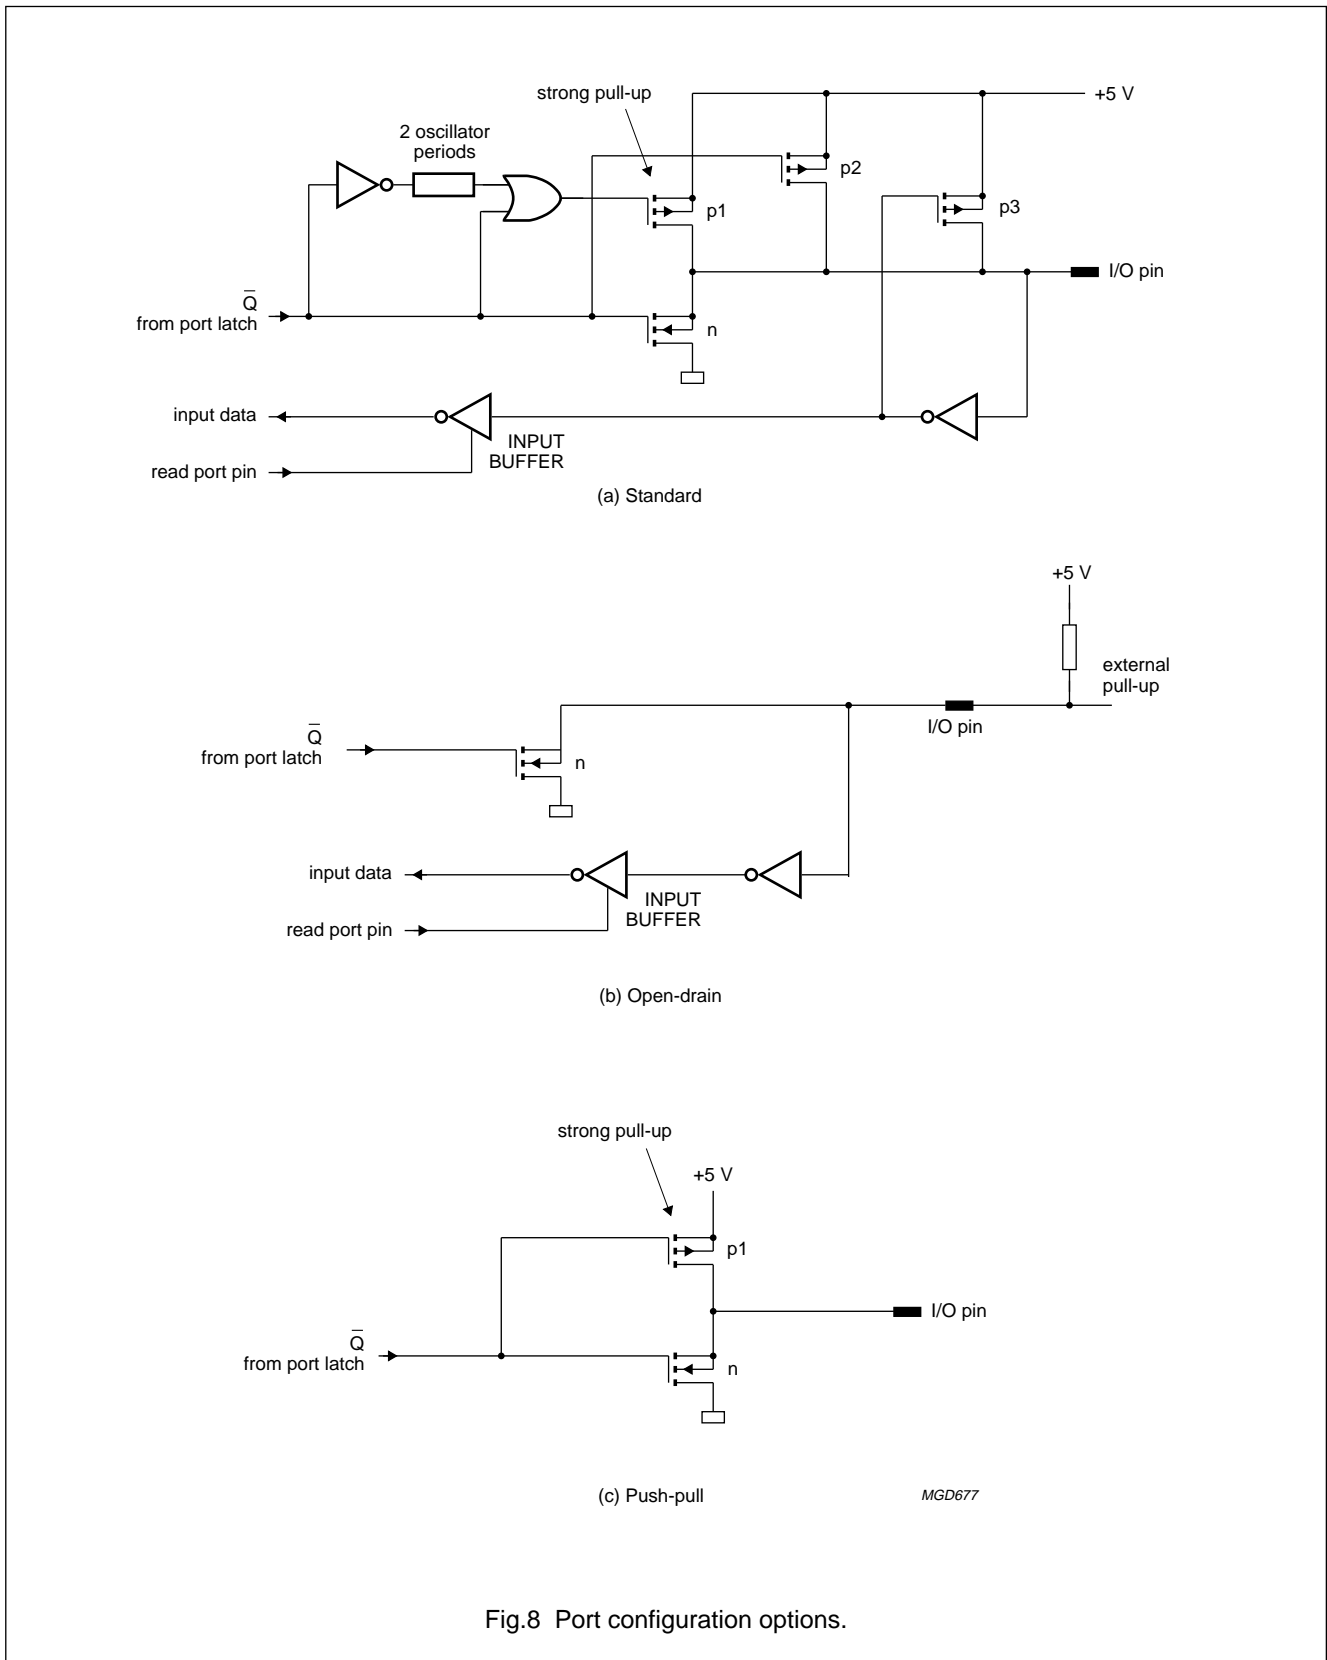 strong pull-up
+5 V
2 oscillator
periods
p2
p1
p3
I/O pin
Q̅
from port latch
n
input data
INPUT
BUFFER
read port pin
(a) Standard
+5 V
external
pull-up
I/O pin
Q̅
from port latch
n
input data
INPUT
BUFFER
read port pin
(b) Open-drain
strong pull-up
+5 V
p1
I/O pin
Q̅
from port latch
n
(c) Push-pull
MGD677
Fig.8 Port configuration options.